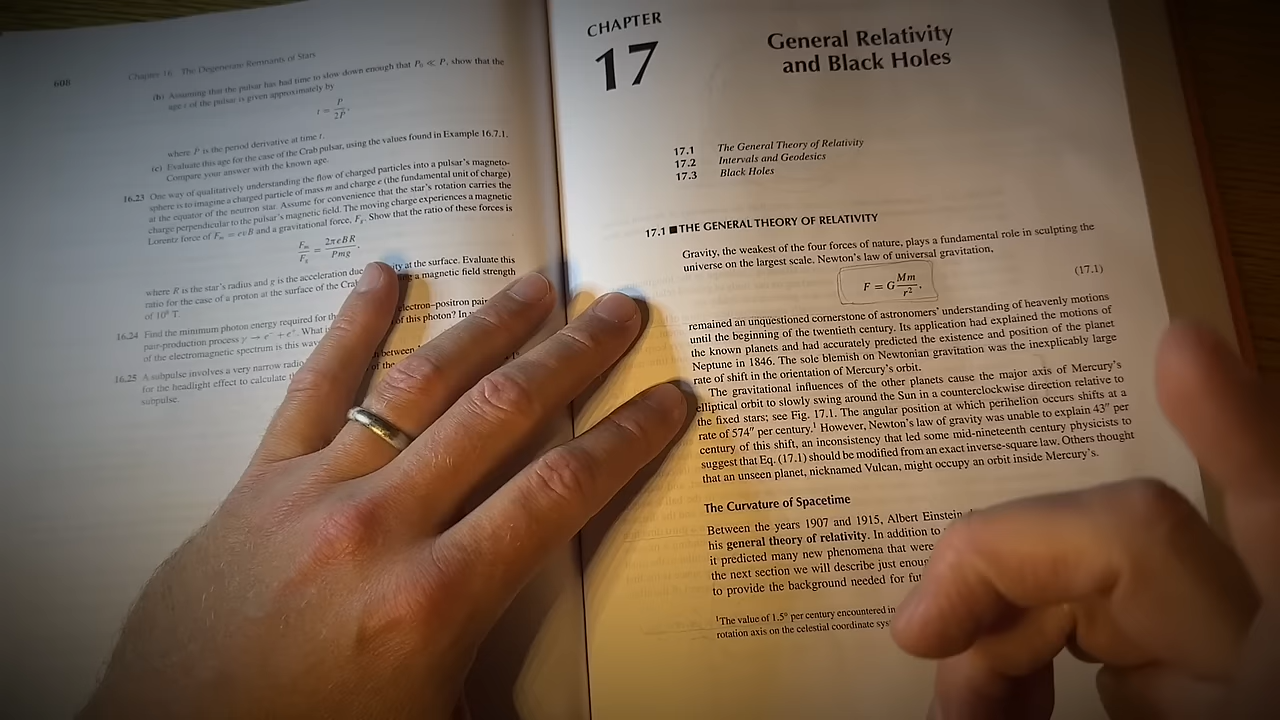 608
Chapter 16 The Degenerate Remnants of Stars
(b) Assuming that the pulsar has had time to slow down enough that P₀ ≪ P, show that the
age t of the pulsar is given approximately by
t = P / 2Ṗ,
where Ṗ is the period derivative at time t.
(c) Evaluate this age for the case of the Crab pulsar, using the values found in Example 16.7.1.
Compare your answer with the known age.
16.23 One way of qualitatively understanding the flow of charged particles into a pulsar's magneto-
sphere is to imagine a charged particle of mass m and charge e (the fundamental unit of charge)
at the equator of the neutron star. Assume for convenience that the star's rotation carries the
charge perpendicular to the pulsar's magnetic field. The moving charge experiences a magnetic
Lorentz force of Fₘ = evB and a gravitational force, F_g. Show that the ratio of these forces is
Fₘ / F_g = 2πeBR / Pmg,
where R is the star's radius and g is the acceleration due ity at the surface. Evaluate this
ratio for the case of a proton at the surface of the Cra a magnetic field strength
of 10⁸ T.
16.24 Find the minimum photon energy required for th electron–positron pair
pair-production process γ → e⁻ + e⁺. What of this photon? In
of the electromagnetic spectrum is this wav
16.25 A subpulse involves a very narrow radio between
for the headlight effect to calculate th of the
subpulse.
CHAPTER
17
General Relativity
and Black Holes
17.1 The General Theory of Relativity
17.2 Intervals and Geodesics
17.3 Black Holes
17.1 ■ THE GENERAL THEORY OF RELATIVITY
Gravity, the weakest of the four forces of nature, plays a fundamental role in sculpting the
universe on the largest scale. Newton's law of universal gravitation,
F = G Mm / r², (17.1)
remained an unquestioned cornerstone of astronomers' understanding of heavenly motions
until the beginning of the twentieth century. Its application had explained the motions of
the known planets and had accurately predicted the existence and position of the planet
Neptune in 1846. The sole blemish on Newtonian gravitation was the inexplicably large
rate of shift in the orientation of Mercury's orbit.
The gravitational influences of the other planets cause the major axis of Mercury's
elliptical orbit to slowly swing around the Sun in a counterclockwise direction relative to
the fixed stars; see Fig. 17.1. The angular position at which perihelion occurs shifts at a
rate of 574″ per century.¹ However, Newton's law of gravity was unable to explain 43″ per
century of this shift, an inconsistency that led some mid-nineteenth century physicists to
suggest that Eq. (17.1) should be modified from an exact inverse-square law. Others thought
that an unseen planet, nicknamed Vulcan, might occupy an orbit inside Mercury's.
The Curvature of Spacetime
Between the years 1907 and 1915, Albert Einstein
his general theory of relativity. In addition to
it predicted many new phenomena that were
the next section we will describe just enoug
to provide the background needed for fut
¹The value of 1.5° per century encountered in
rotation axis on the celestial coordinate sys